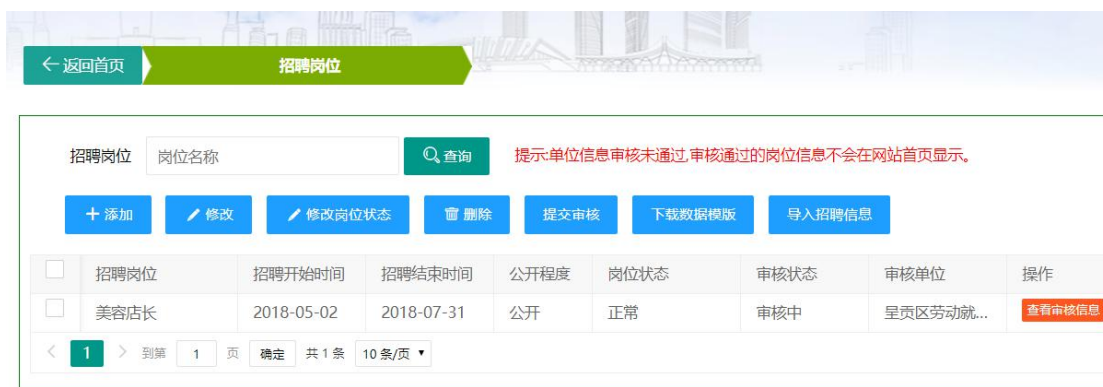 ←返回首页 招聘岗位
招聘岗位 岗位名称 查询 提示:单位信息审核未通过,审核通过的岗位信息不会在网站首页显示。
+ 添加 修改 修改岗位状态 删除 提交审核 下载数据模版 导入招聘信息
招聘岗位 招聘开始时间 招聘结束时间 公开程度 岗位状态 审核状态 审核单位 操作
美容店长 2018-05-02 2018-07-31 公开 正常 审核中 呈贡区劳动就... 查看审核信息
< 1 > 到第 1 页 确定 共 1 条 10 条/页